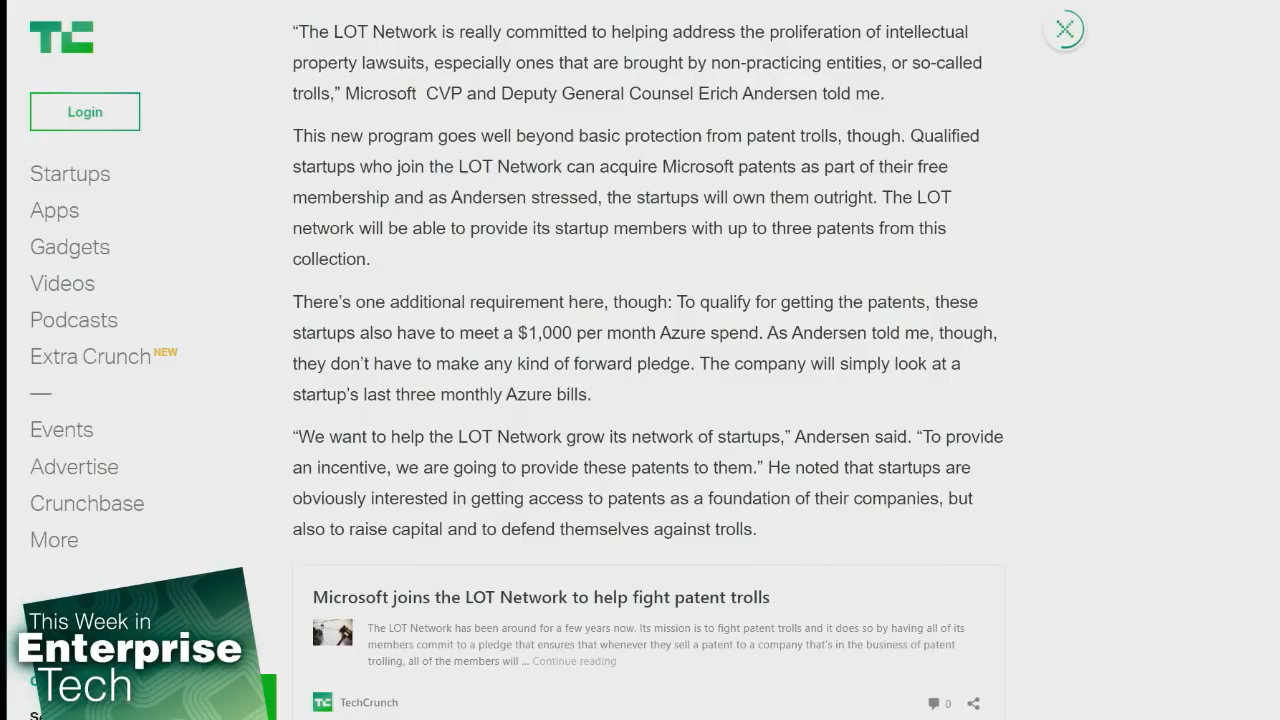 TC
Login
Startups
Apps
Gadgets
Videos
Podcasts
Extra Crunch NEW
Events
Advertise
Crunchbase
More
“The LOT Network is really committed to helping address the proliferation of intellectual
property lawsuits, especially ones that are brought by non-practicing entities, or so-called
trolls,” Microsoft CVP and Deputy General Counsel Erich Andersen told me.
This new program goes well beyond basic protection from patent trolls, though. Qualified
startups who join the LOT Network can acquire Microsoft patents as part of their free
membership and as Andersen stressed, the startups will own them outright. The LOT
network will be able to provide its startup members with up to three patents from this
collection.
There’s one additional requirement here, though: To qualify for getting the patents, these
startups also have to meet a $1,000 per month Azure spend. As Andersen told me, though,
they don’t have to make any kind of forward pledge. The company will simply look at a
startup’s last three monthly Azure bills.
“We want to help the LOT Network grow its network of startups,” Andersen said. “To provide
an incentive, we are going to provide these patents to them.” He noted that startups are
obviously interested in getting access to patents as a foundation of their companies, but
also to raise capital and to defend themselves against trolls.
Microsoft joins the LOT Network to help fight patent trolls
The LOT Network has been around for a few years now. Its mission is to fight patent trolls and it does so by having all of its
members commit to a pledge that ensures that whenever they sell a patent to a company that’s in the business of patent
trolling, all of the members will ... Continue reading
TC TechCrunch
0
This Week in
Enterprise
Tech